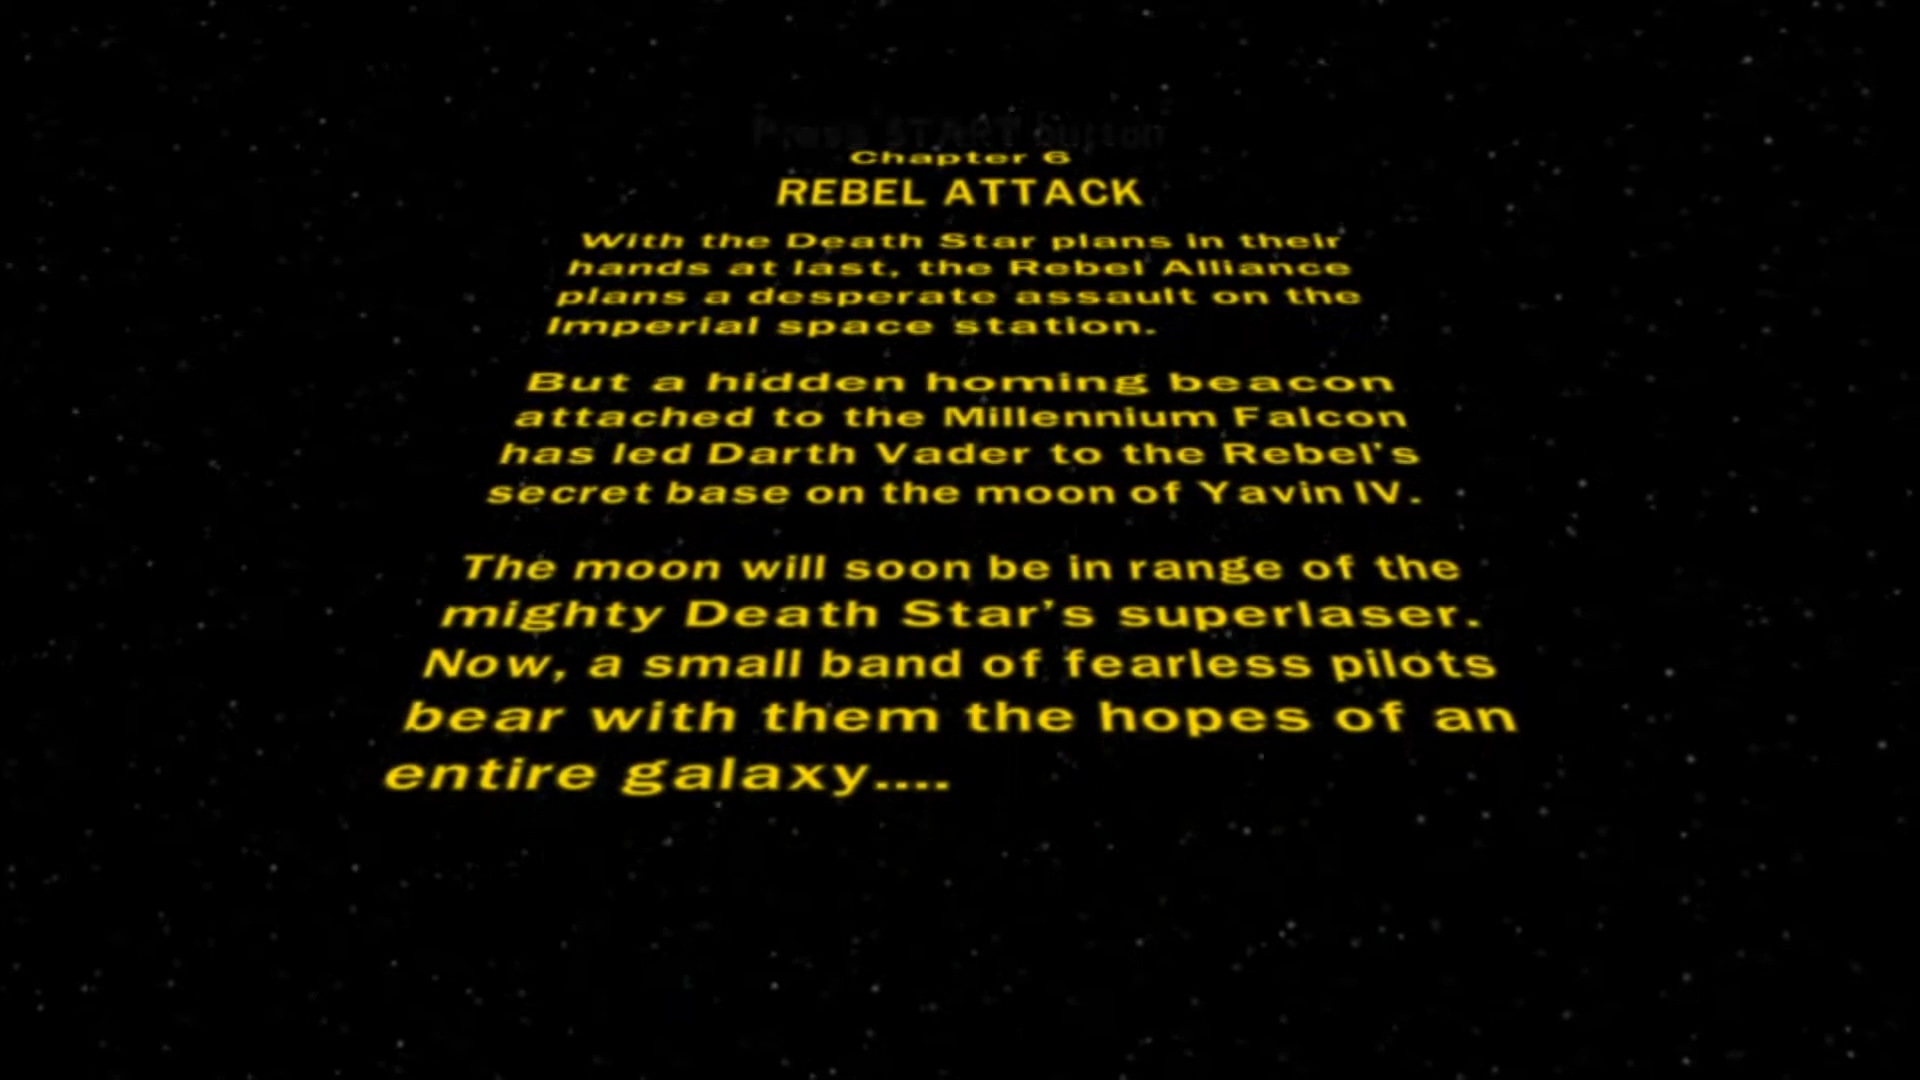 Press START button
Chapter 6
REBEL ATTACK
With the Death Star plans in their
hands at last, the Rebel Alliance
plans a desperate assault on the
Imperial space station.
But a hidden homing beacon
attached to the Millennium Falcon
has led Darth Vader to the Rebel's
secret base on the moon of Yavin IV.
The moon will soon be in range of the
mighty Death Star's superlaser.
Now, a small band of fearless pilots
bear with them the hopes of an
entire galaxy....